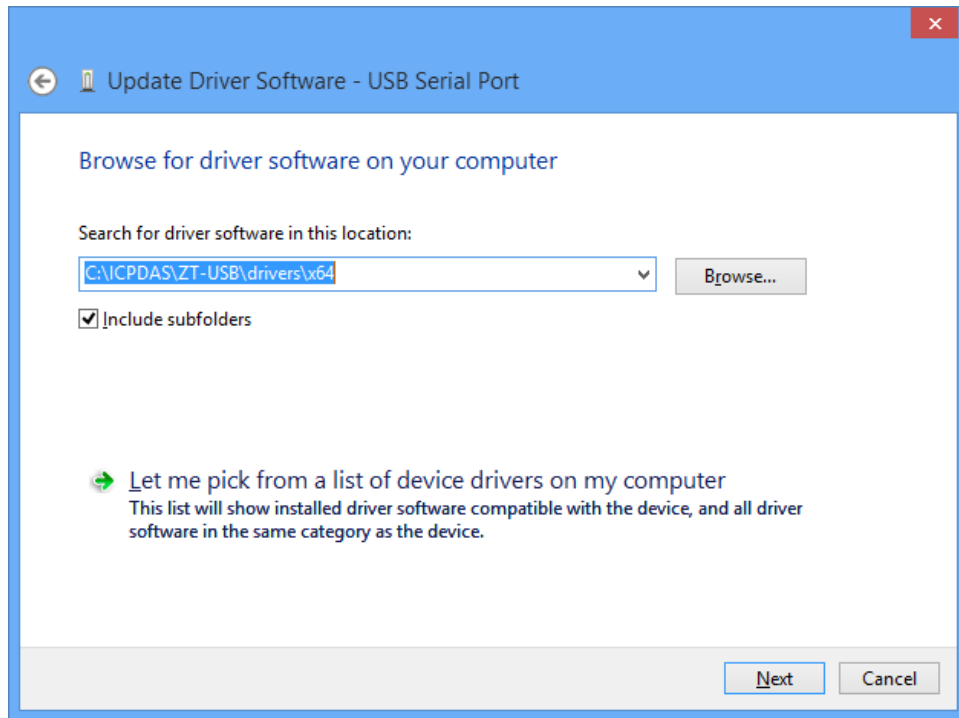 Update Driver Software - USB Serial Port
Browse for driver software on your computer
Search for driver software in this location:
C:\ICPDAS\ZT-USB\drivers\x64
Browse...
Include subfolders
Let me pick from a list of device drivers on my computer
This list will show installed driver software compatible with the device, and all driver
software in the same category as the device.
Next
Cancel